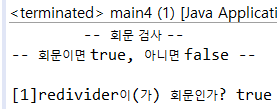 <terminated> main4 (1) [Java Applicati
-- 회문 검사 --
-- 회문이면 true, 아니면 false --
[1]redivider이(가) 회문인가? true